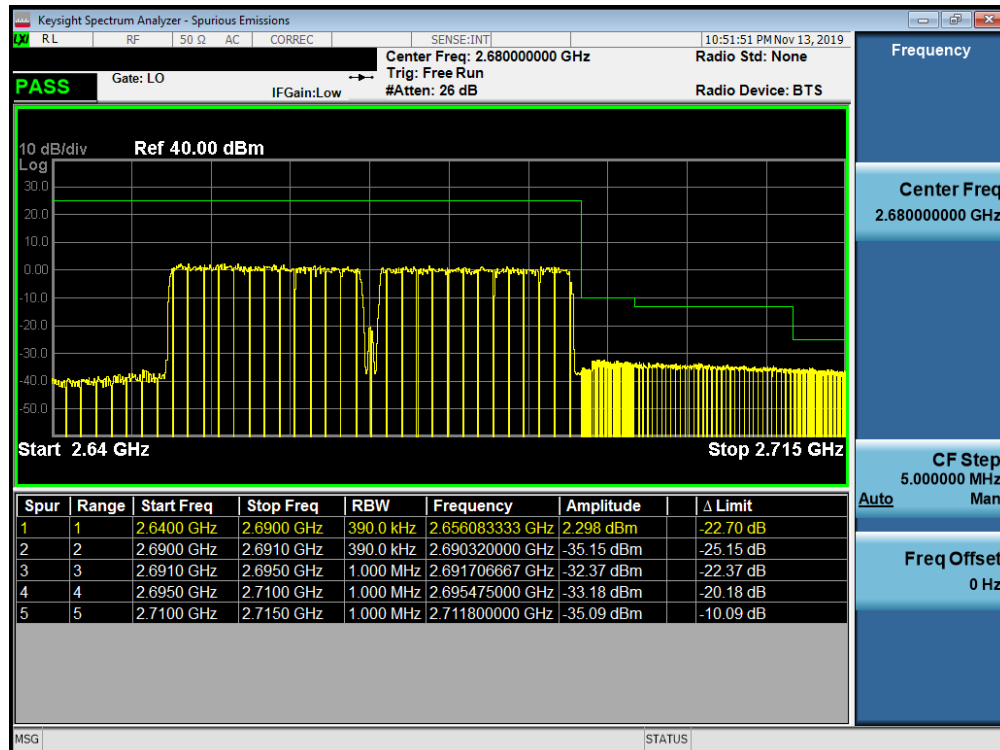 Keysight Spectrum Analyzer - Spurious Emissions
LXI RL RF 50 Ω AC CORREC SENSE:INT 10:51:51 PM Nov 13, 2019
Center Freq: 2.680000000 GHz Radio Std: None
PASS Gate: LO Trig: Free Run
IFGain:Low #Atten: 26 dB Radio Device: BTS
10 dB/div Ref 40.00 dBm
Log
30.0
20.0
10.0
0.00
-10.0
-20.0
-30.0
-40.0
-50.0
Start 2.64 GHz Stop 2.715 GHz
Spur Range Start Freq Stop Freq RBW Frequency Amplitude Δ Limit
1 1 2.6400 GHz 2.6900 GHz 390.0 kHz 2.656083333 GHz 2.298 dBm -22.70 dB
2 2 2.6900 GHz 2.6910 GHz 390.0 kHz 2.690320000 GHz -35.15 dBm -25.15 dB
3 3 2.6910 GHz 2.6950 GHz 1.000 MHz 2.691706667 GHz -32.37 dBm -22.37 dB
4 4 2.6950 GHz 2.7100 GHz 1.000 MHz 2.695475000 GHz -33.18 dBm -20.18 dB
5 5 2.7100 GHz 2.7150 GHz 1.000 MHz 2.711800000 GHz -35.09 dBm -10.09 dB
MSG STATUS
Frequency
Center Freq
2.680000000 GHz
CF Step
5.000000 MHz
Auto Man
Freq Offset
0 Hz